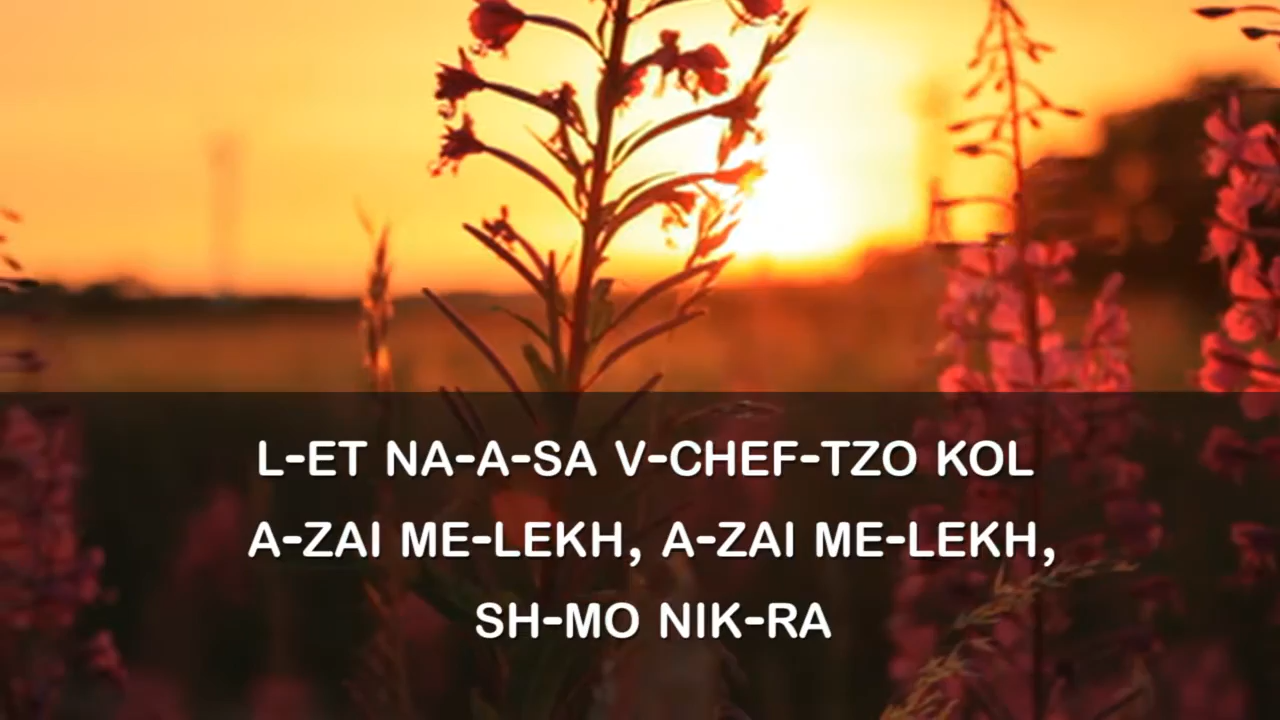 L-ET NA-A-SA V-CHEF-TZO KOL
A-ZAI ME-LEKH, A-ZAI ME-LEKH,
SH-MO NIK-RA